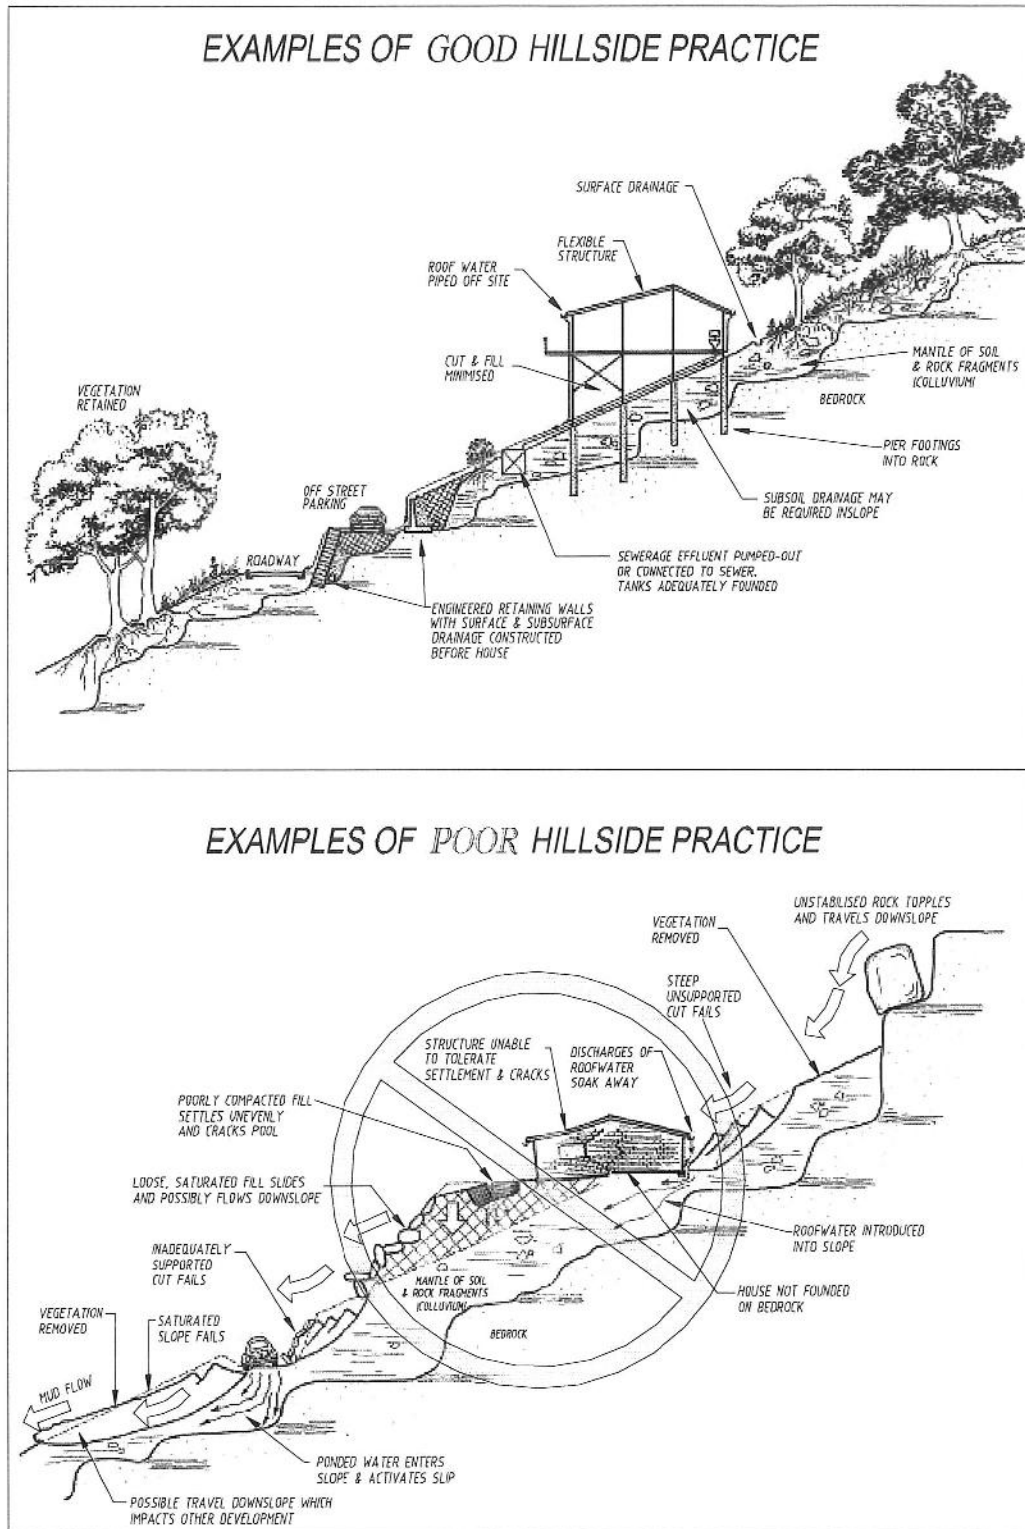 EXAMPLES OF GOOD HILLSIDE PRACTICE
SURFACE DRAINAGE
FLEXIBLE
STRUCTURE
ROOF WATER
PIPED OFF SITE
CUT & FILL
MINIMISED
MANTLE OF SOIL
& ROCK FRAGMENTS
(COLLUVIUM)
BEDROCK
VEGETATION
RETAINED
PIER FOOTINGS
INTO ROCK
OFF STREET
PARKING
SUBSOIL DRAINAGE MAY
BE REQUIRED INSLOPE
ROADWAY
SEWERAGE EFFLUENT PUMPED-OUT
OR CONNECTED TO SEWER.
TANKS ADEQUATELY FOUNDED
ENGINEERED RETAINING WALLS
WITH SURFACE & SUBSURFACE
DRAINAGE CONSTRUCTED
BEFORE HOUSE
EXAMPLES OF POOR HILLSIDE PRACTICE
UNSTABILISED ROCK TOPPLES
AND TRAVELS DOWNSLOPE
VEGETATION
REMOVED
STEEP
UNSUPPORTED
CUT FAILS
STRUCTURE UNABLE
TO TOLERATE
SETTLEMENT & CRACKS
DISCHARGES OF
ROOFWATER
SOAK AWAY
POORLY COMPACTED FILL
SETTLES UNEVENLY
AND CRACKS POOL
LOOSE, SATURATED FILL SLIDES
AND POSSIBLY FLOWS DOWNSLOPE
ROOFWATER INTRODUCED
INTO SLOPE
INADEQUATELY
SUPPORTED
CUT FAILS
MANTLE OF SOIL
& ROCK FRAGMENTS
(COLLUVIUM)
HOUSE NOT FOUNDED
ON BEDROCK
VEGETATION
REMOVED
SATURATED
SLOPE FAILS
BEDROCK
MUD FLOW
PONDED WATER ENTERS
SLOPE & ACTIVATES SLIP
POSSIBLE TRAVEL DOWNSLOPE WHICH
IMPACTS OTHER DEVELOPMENT